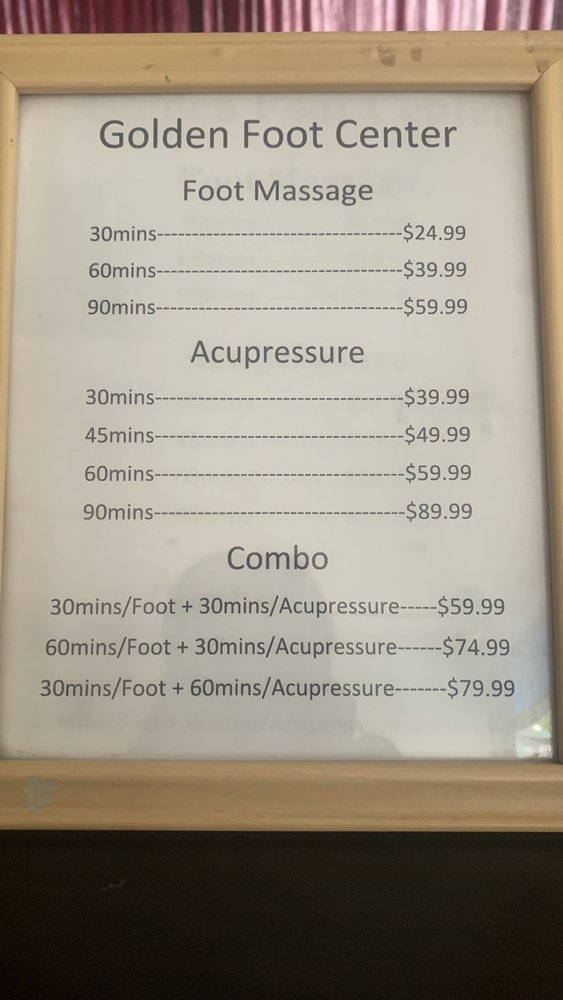 Golden Foot Center
Foot Massage
30mins-----------------------------------$24.99
60mins-----------------------------------$39.99
90mins-----------------------------------$59.99
Acupressure
30mins-----------------------------------$39.99
45mins-----------------------------------$49.99
60mins-----------------------------------$59.99
90mins-----------------------------------$89.99
Combo
30mins/Foot + 30mins/Acupressure-----$59.99
60mins/Foot + 30mins/Acupressure------$74.99
30mins/Foot + 60mins/Acupressure-------$79.99